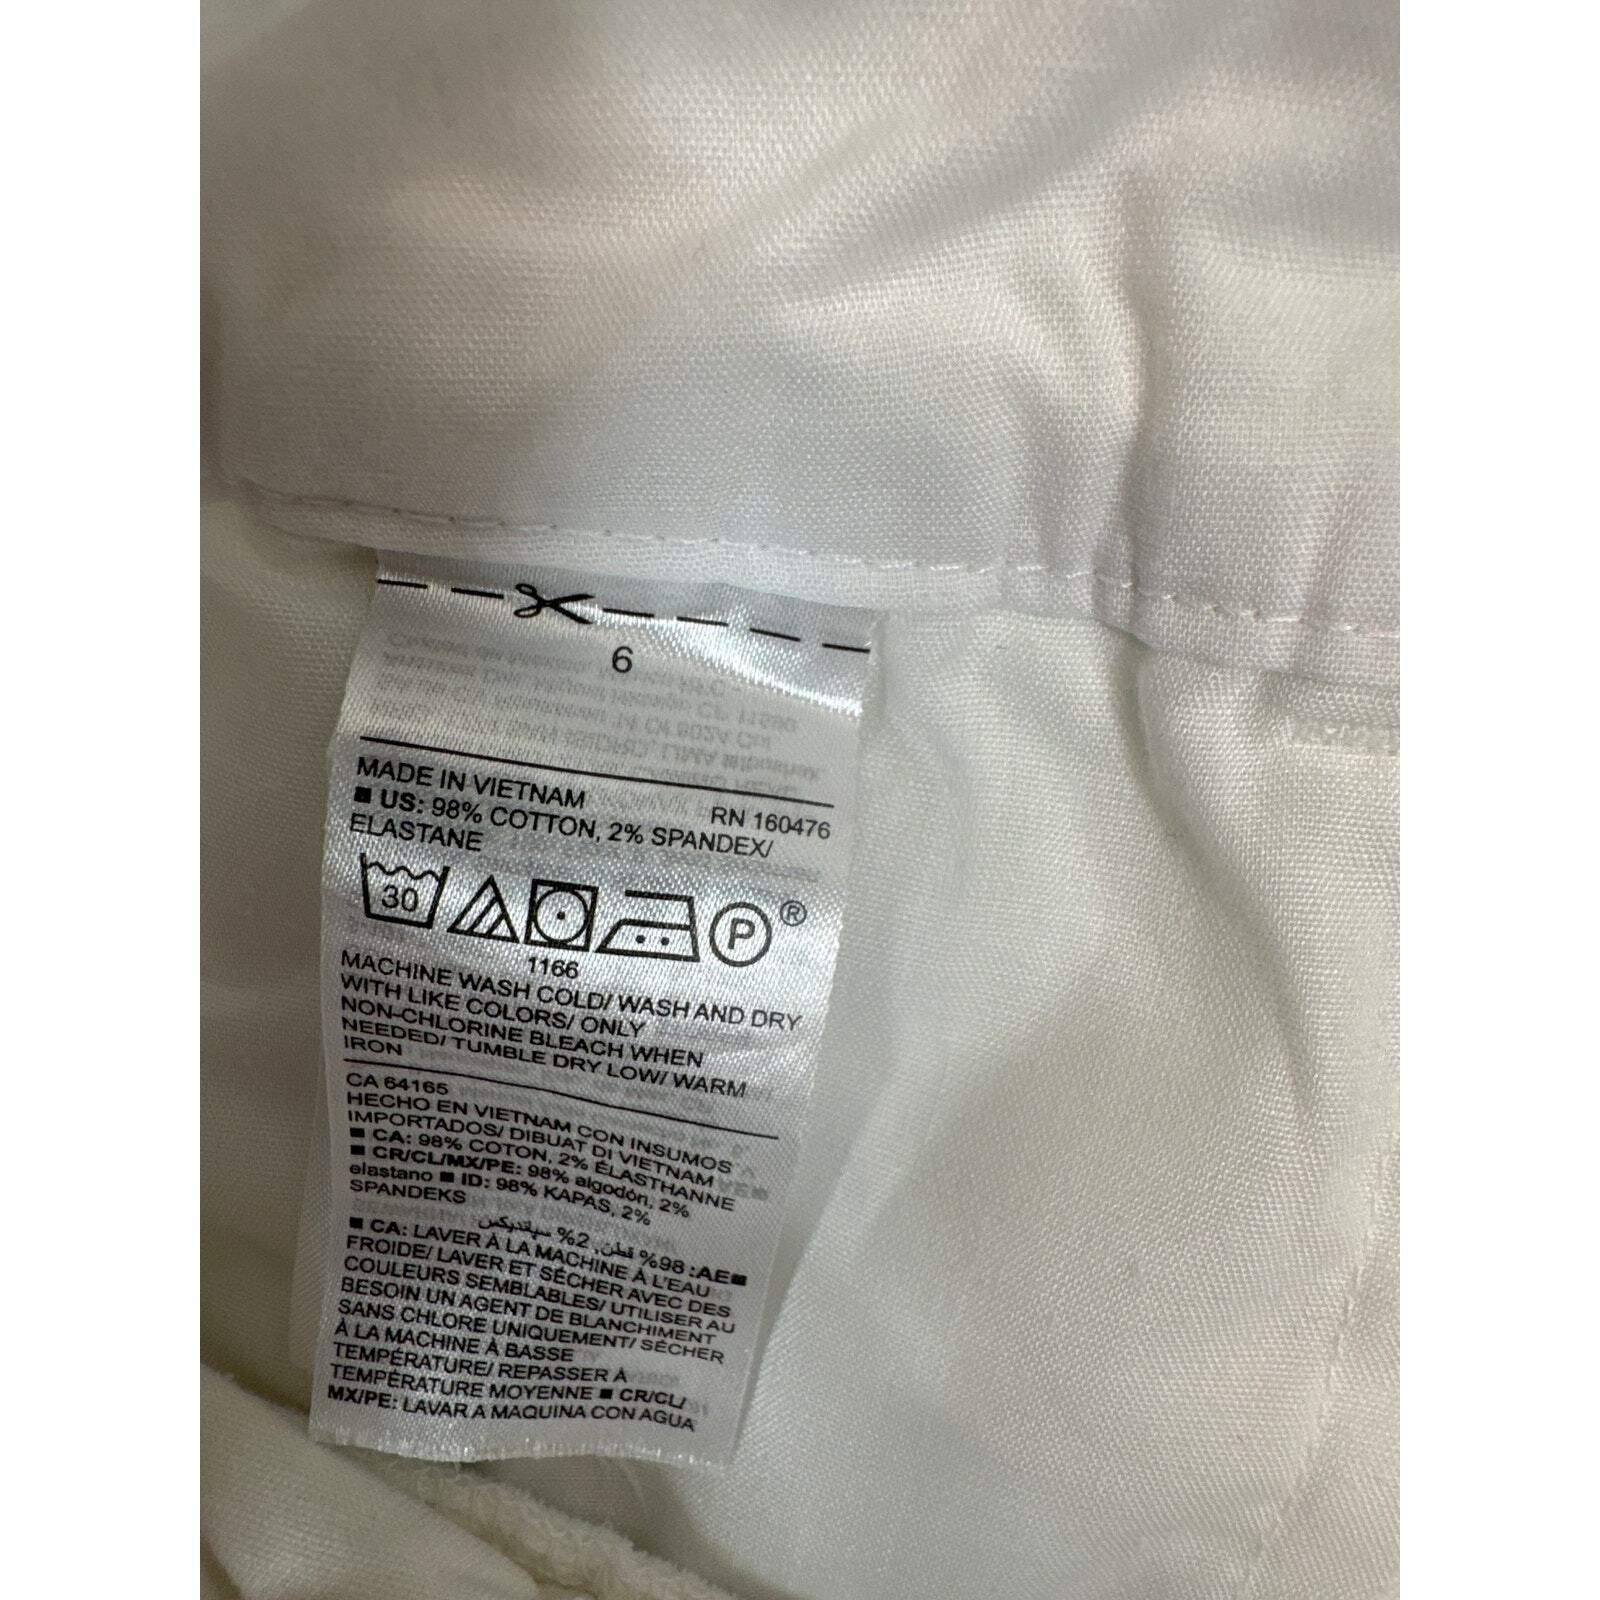 6
MADE IN VIETNAM
RN 160476
■ US: 98% COTTON, 2% SPANDEX/
ELASTANE
30
P
®
1166
MACHINE WASH COLD/ WASH AND DRY
WITH LIKE COLORS/ ONLY
NON-CHLORINE BLEACH WHEN
NEEDED/ TUMBLE DRY LOW/ WARM
IRON
CA 64165
HECHO EN VIETNAM CON INSUMOS
IMPORTADOS/ DIBUAT DI VIETNAM
■ CA: 98% COTON, 2% ÉLASTHANNE
■ CR/CL/MX/PE: 98% algodón, 2%
elastano ■ ID: 98% KAPAS, 2%
SPANDEKS
■AE: 98% قطن, 2% سباندیکس
■ CA: LAVER À LA MACHINE À L'EAU
FROIDE/ LAVER ET SÉCHER AVEC DES
COULEURS SEMBLABLES/ UTILISER AU
BESOIN UN AGENT DE BLANCHIMENT
SANS CHLORE UNIQUEMENT/ SÉCHER
À LA MACHINE À BASSE
TEMPÉRATURE/ REPASSER À
TEMPÉRATURE MOYENNE ■ CR/CL/
MX/PE: LAVAR A MAQUINA CON AGUA